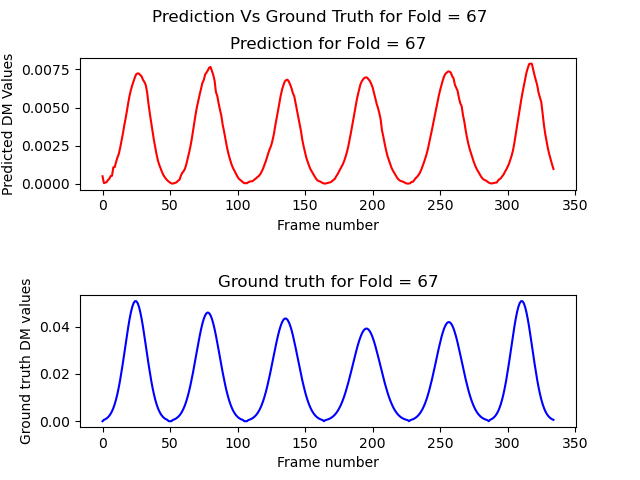 Prediction Vs Ground Truth for Fold = 67
Prediction for Fold = 67
Predicted DM Values
0.0075
0.0050
0.0025
0.0000
0 50 100 150 200 250 300 350
Frame number
Ground truth for Fold = 67
Ground truth DM values
0.04
0.02
0.00
0 50 100 150 200 250 300 350
Frame number